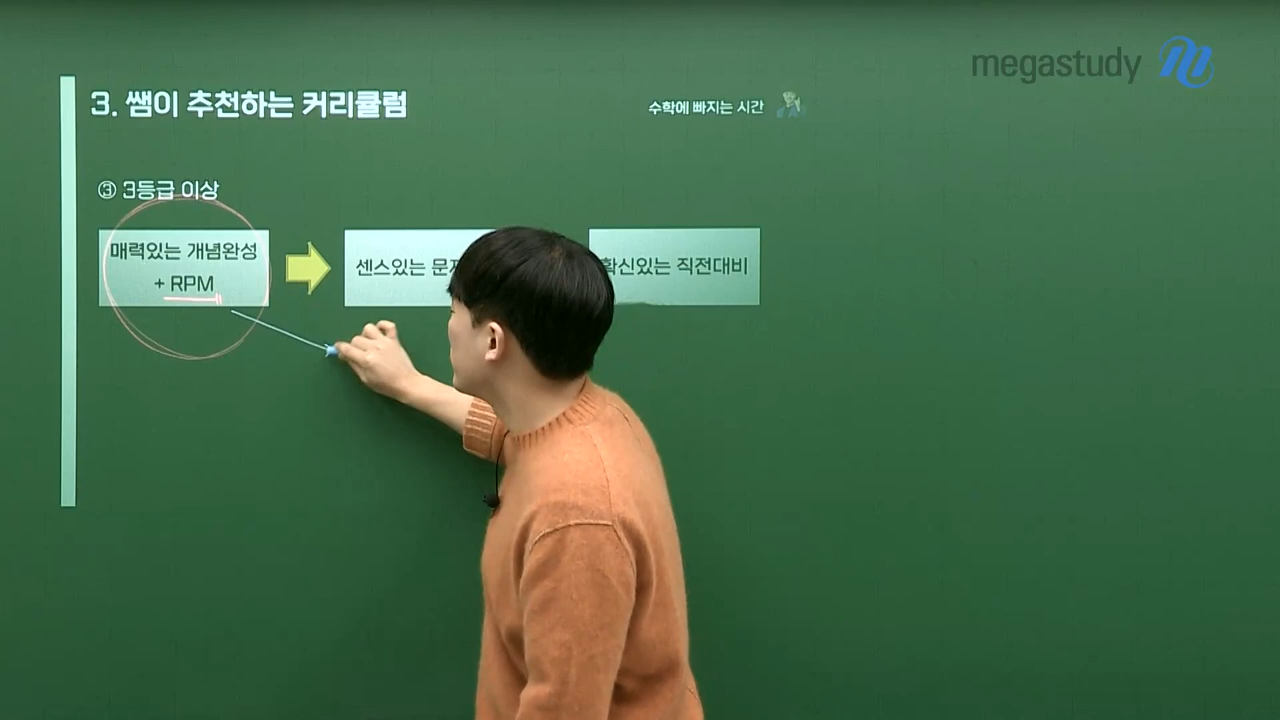 megastudy
3. 쌤이 추천하는 커리큘럼
수학에 빠지는 시간
③ 3등급 이상
매력있는 개념완성
+ RPM
센스있는
확신있는 직전대비